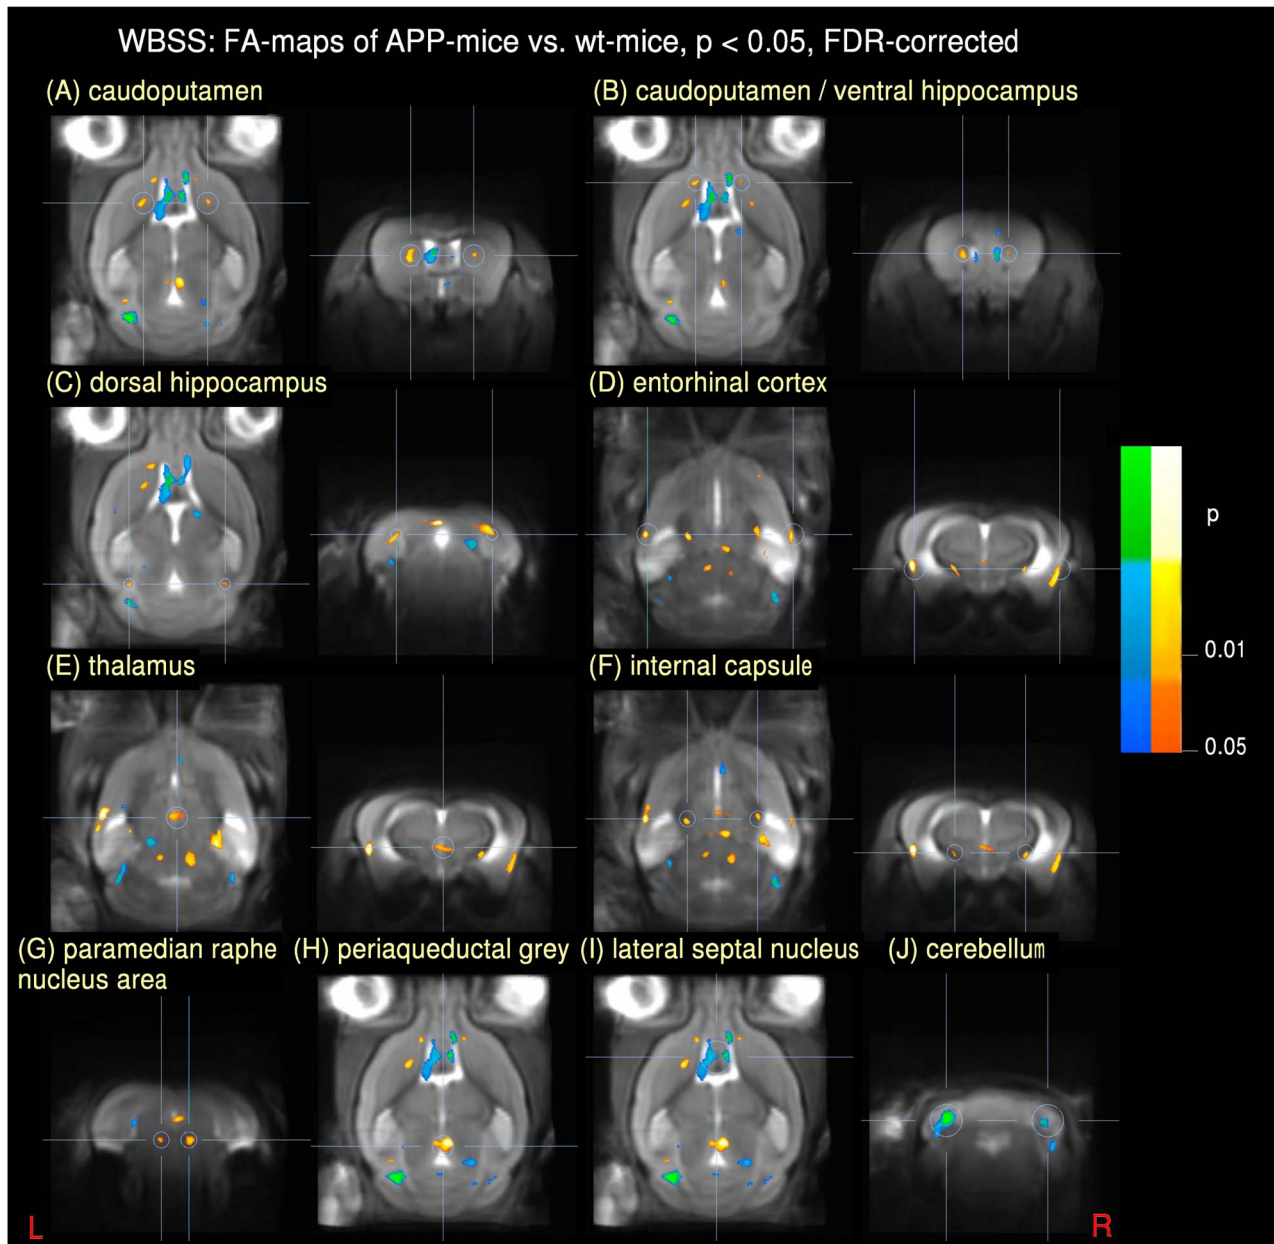 WBSS: FA-maps of APP-mice vs. wt-mice, p < 0.05, FDR-corrected
(A) caudoputamen
(B) caudoputamen / ventral hippocampus
(C) dorsal hippocampus
(D) entorhinal cortex
p
0.01
0.05
(E) thalamus
(F) internal capsule
(G) paramedian raphe
nucleus area
(H) periaqueductal grey
(I) lateral septal nucleus
(J) cerebellum
L
R